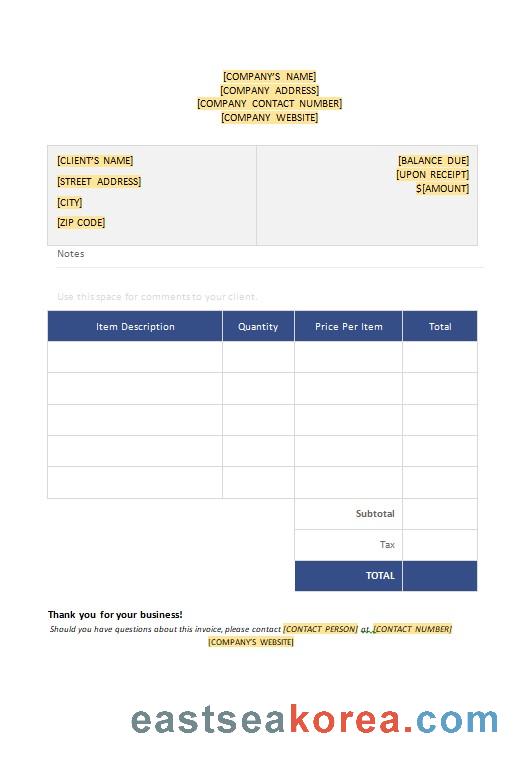 [COMPANY'S NAME]
[COMPANY ADDRESS]
[COMPANY CONTACT NUMBER]
[COMPANY WEBSITE]
[CLIENT'S NAME]
[STREET ADDRESS]
[CITY]
[ZIP CODE]
[BALANCE DUE]
[UPON RECEIPT]
$[AMOUNT]
Notes
Use this space for comments to your client.
Item Description Quantity Price Per Item Total
Subtotal
Tax
TOTAL
Thank you for your business!
Should you have questions about this invoice, please contact [CONTACT PERSON] at [CONTACT NUMBER]
[COMPANY'S WEBSITE]
eastseakorea.com